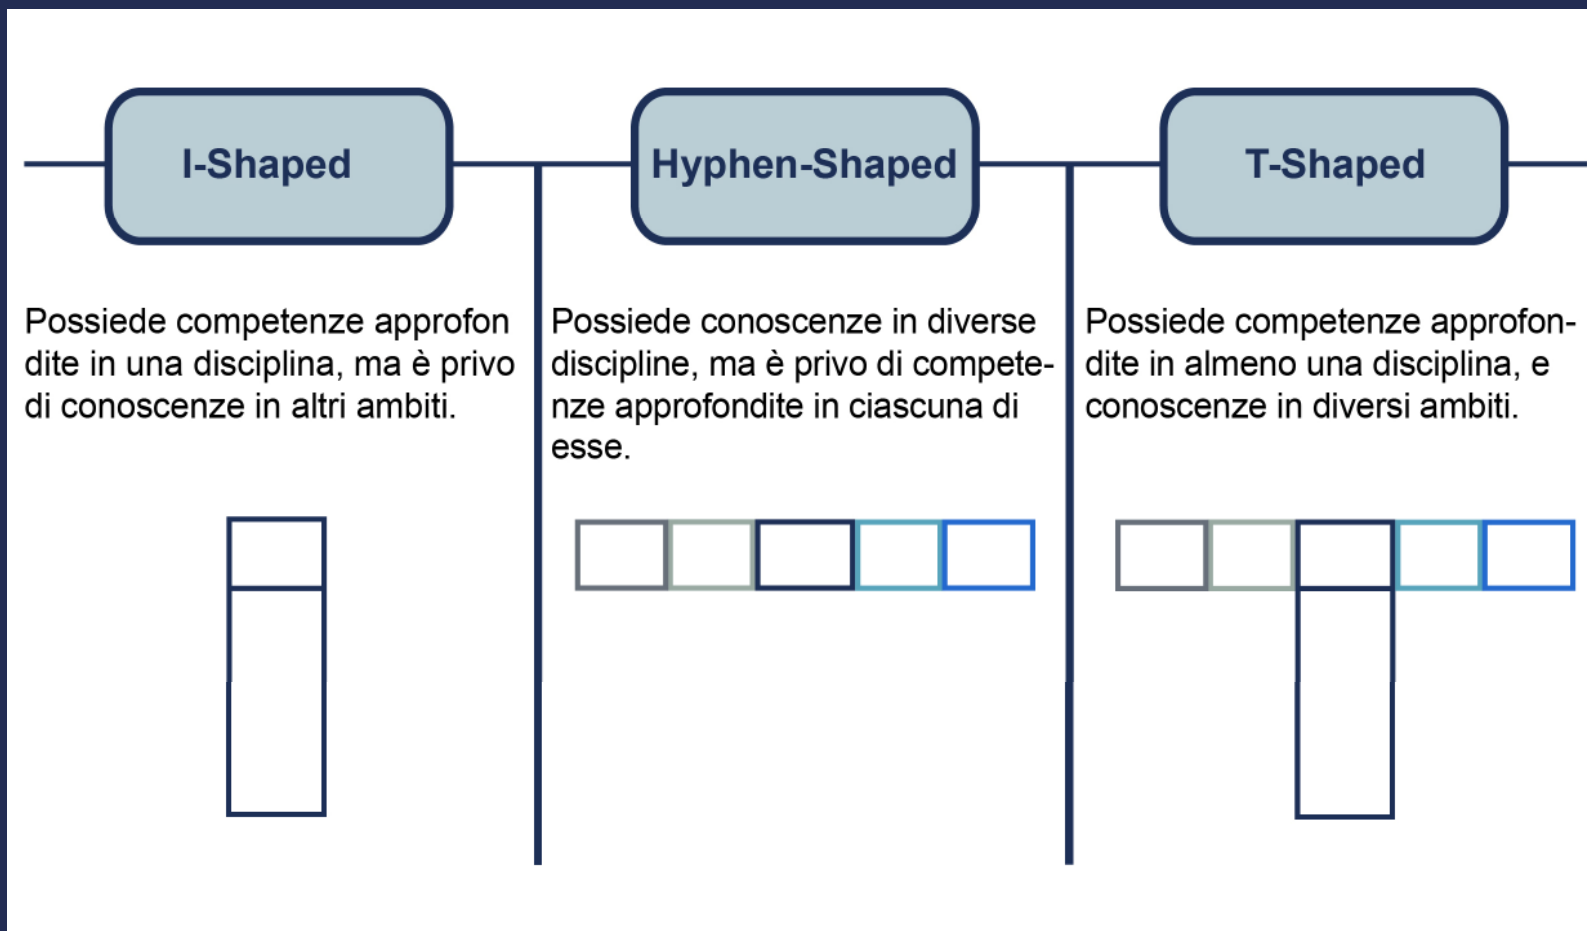 I-Shaped
Possiede competenze approfon
dite in una disciplina, ma è privo
di conoscenze in altri ambiti.
Hyphen-Shaped
Possiede conoscenze in diverse
discipline, ma è privo di compete-
nze approfondite in ciascuna di
esse.
T-Shaped
Possiede competenze approfon-
dite in almeno una disciplina, e
conoscenze in diversi ambiti.